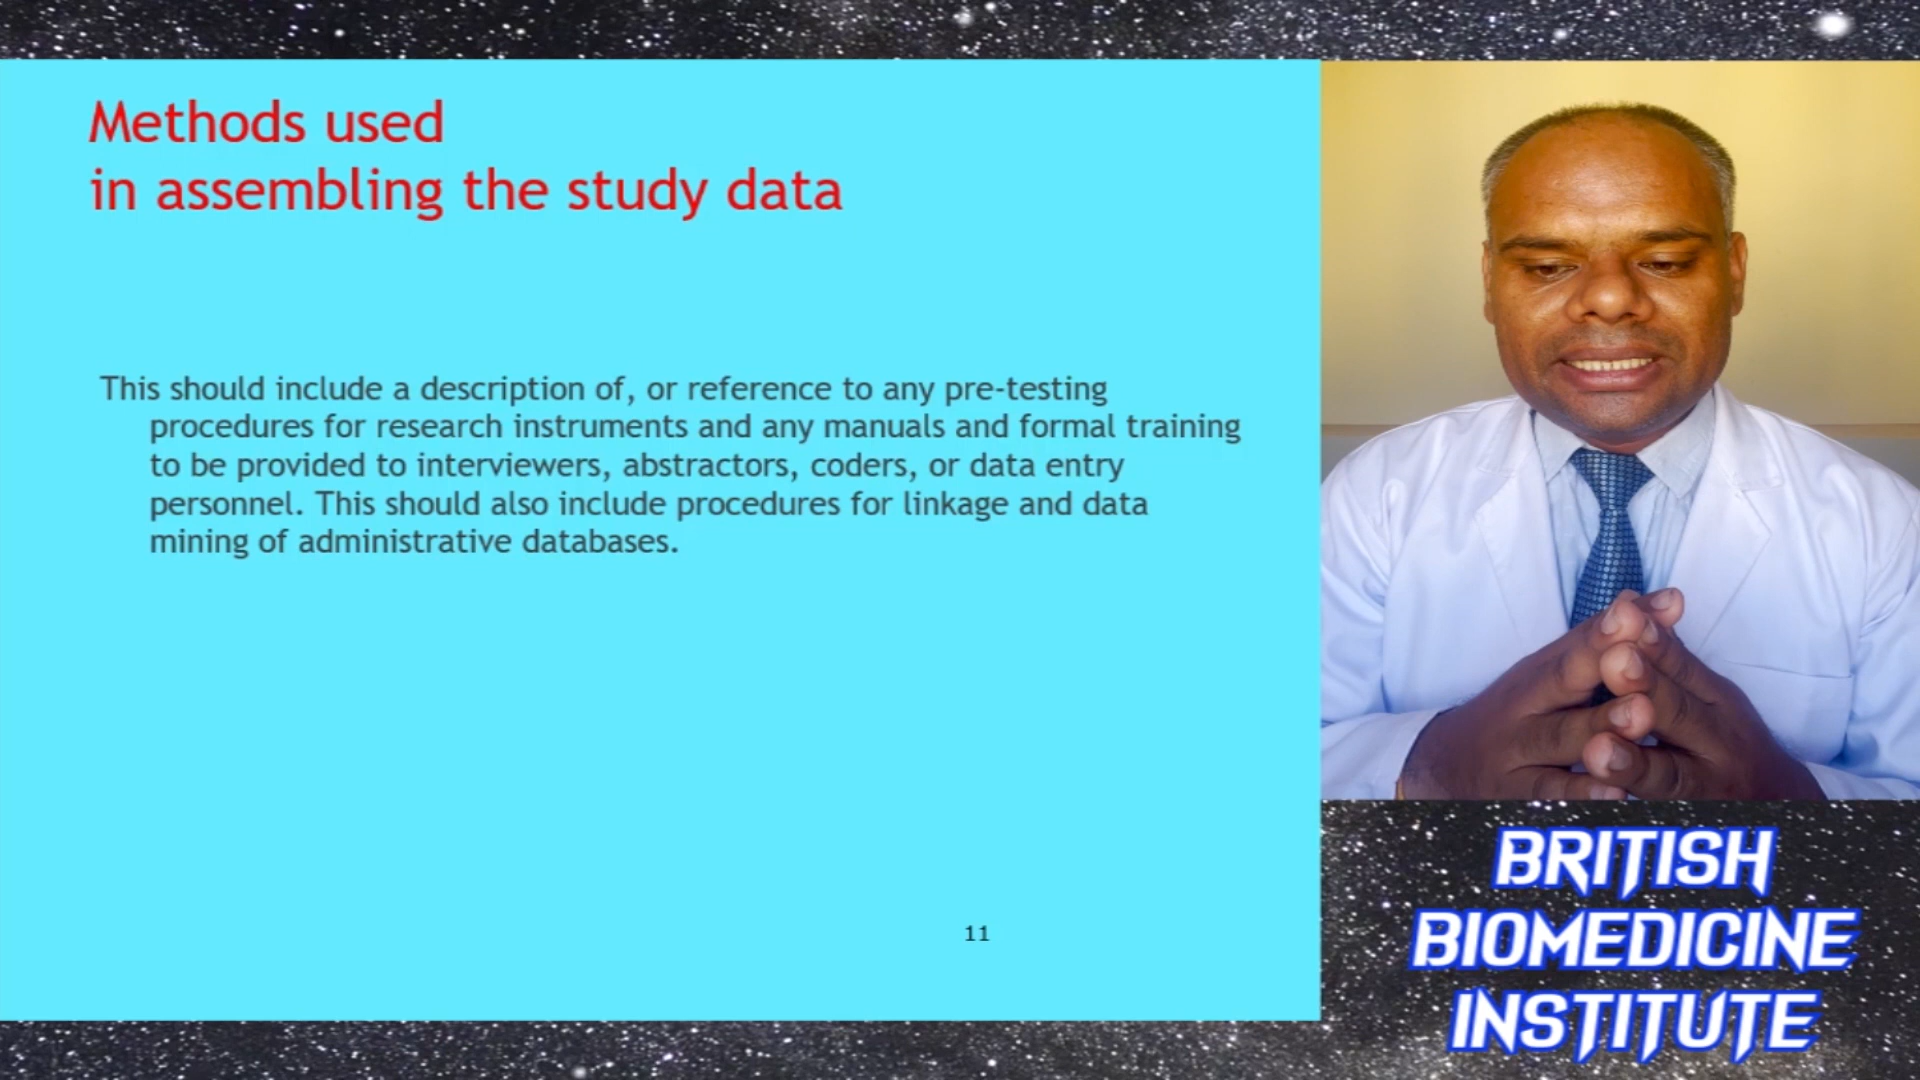 Methods used
in assembling the study data
This should include a description of, or reference to any pre-testing
procedures for research instruments and any manuals and formal training
to be provided to interviewers, abstractors, coders, or data entry
personnel. This should also include procedures for linkage and data
mining of administrative databases.
11
BRITISH
BIOMEDICINE
INSTITUTE